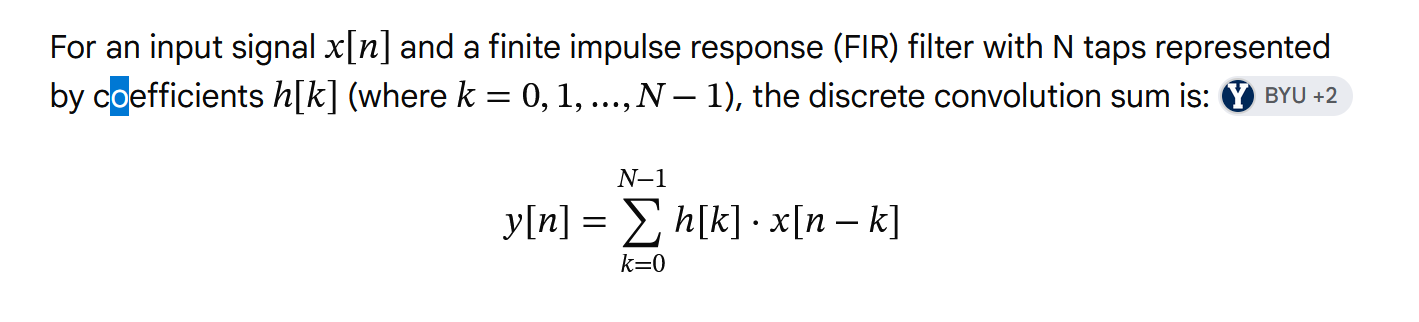 For an input signal x[n] and a finite impulse response (FIR) filter with N taps represented
by coefficients h[k] (where k = 0, 1, ..., N − 1), the discrete convolution sum is: BYU +2
N−1
y[n] = ∑ h[k] · x[n − k]
k=0